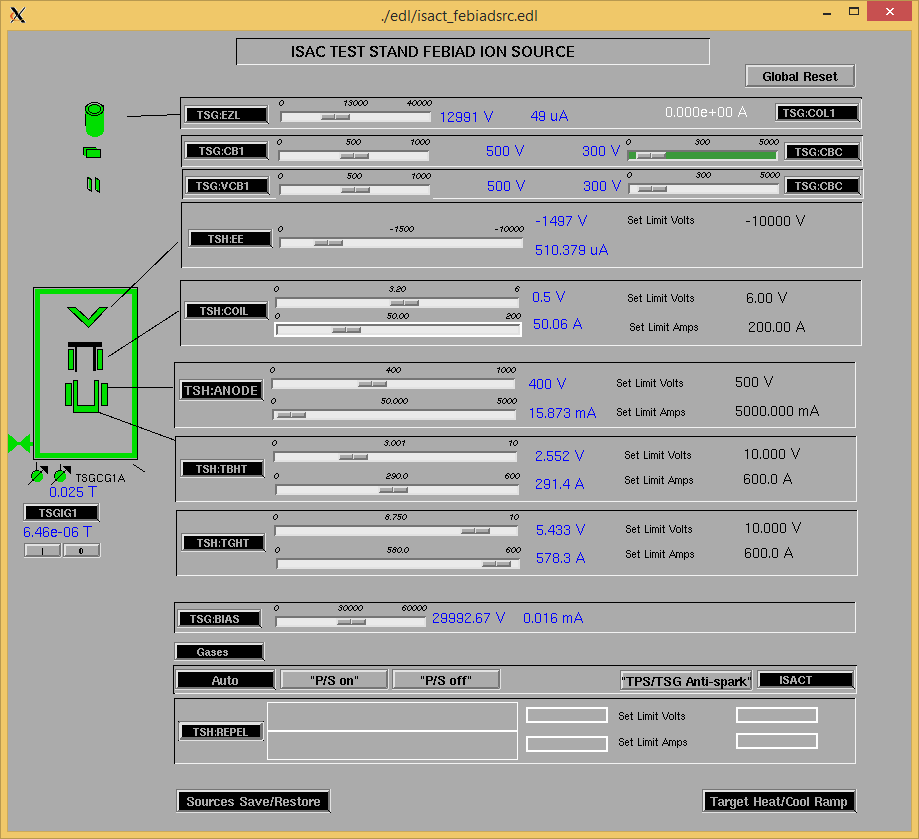 ./edl/isact_febiadsrc.edl
ISAC TEST STAND FEBIAD ION SOURCE
Global Reset
0 13000 40000
TSG:EZL 12991 V 49 uA 0.000e+00 A TSG:COL1
0 500 1000 0 300 5000
TSG:CB1 500 V 300 V TSG:CBC
0 500 1000 0 300 5000
TSG:VCB1 500 V 300 V TSG:CBC
-1497 V Set Limit Volts -10000 V
0 -1500 -10000
TSH:EE
510.379 uA
0 3.20 6
0.5 V Set Limit Volts 6.00 V
TSH:COIL
0 50.00 200
50.06 A Set Limit Amps 200.00 A
0 400 1000
400 V Set Limit Volts 500 V
TSH:ANODE
0 50.000 5000
15.873 mA Set Limit Amps 5000.000 mA
0 3.001 10
2.552 V Set Limit Volts 10.000 V
TSH:TBHT
0 290.0 600
291.4 A Set Limit Amps 600.0 A
TSGCG1A
0.025 T
TSGIG1
6.46e-06 T
I 0
0 6.750 10
5.433 V Set Limit Volts 10.000 V
TSH:TGHT
0 580.0 600
578.3 A Set Limit Amps 600.0 A
0 30000 60000
TSG:BIAS 29992.67 V 0.016 mA
Gases
Auto "P/S on" "P/S off" "TPS/TSG Anti-spark" ISACT
Set Limit Volts
TSH:REPEL
Set Limit Amps
Sources Save/Restore Target Heat/Cool Ramp